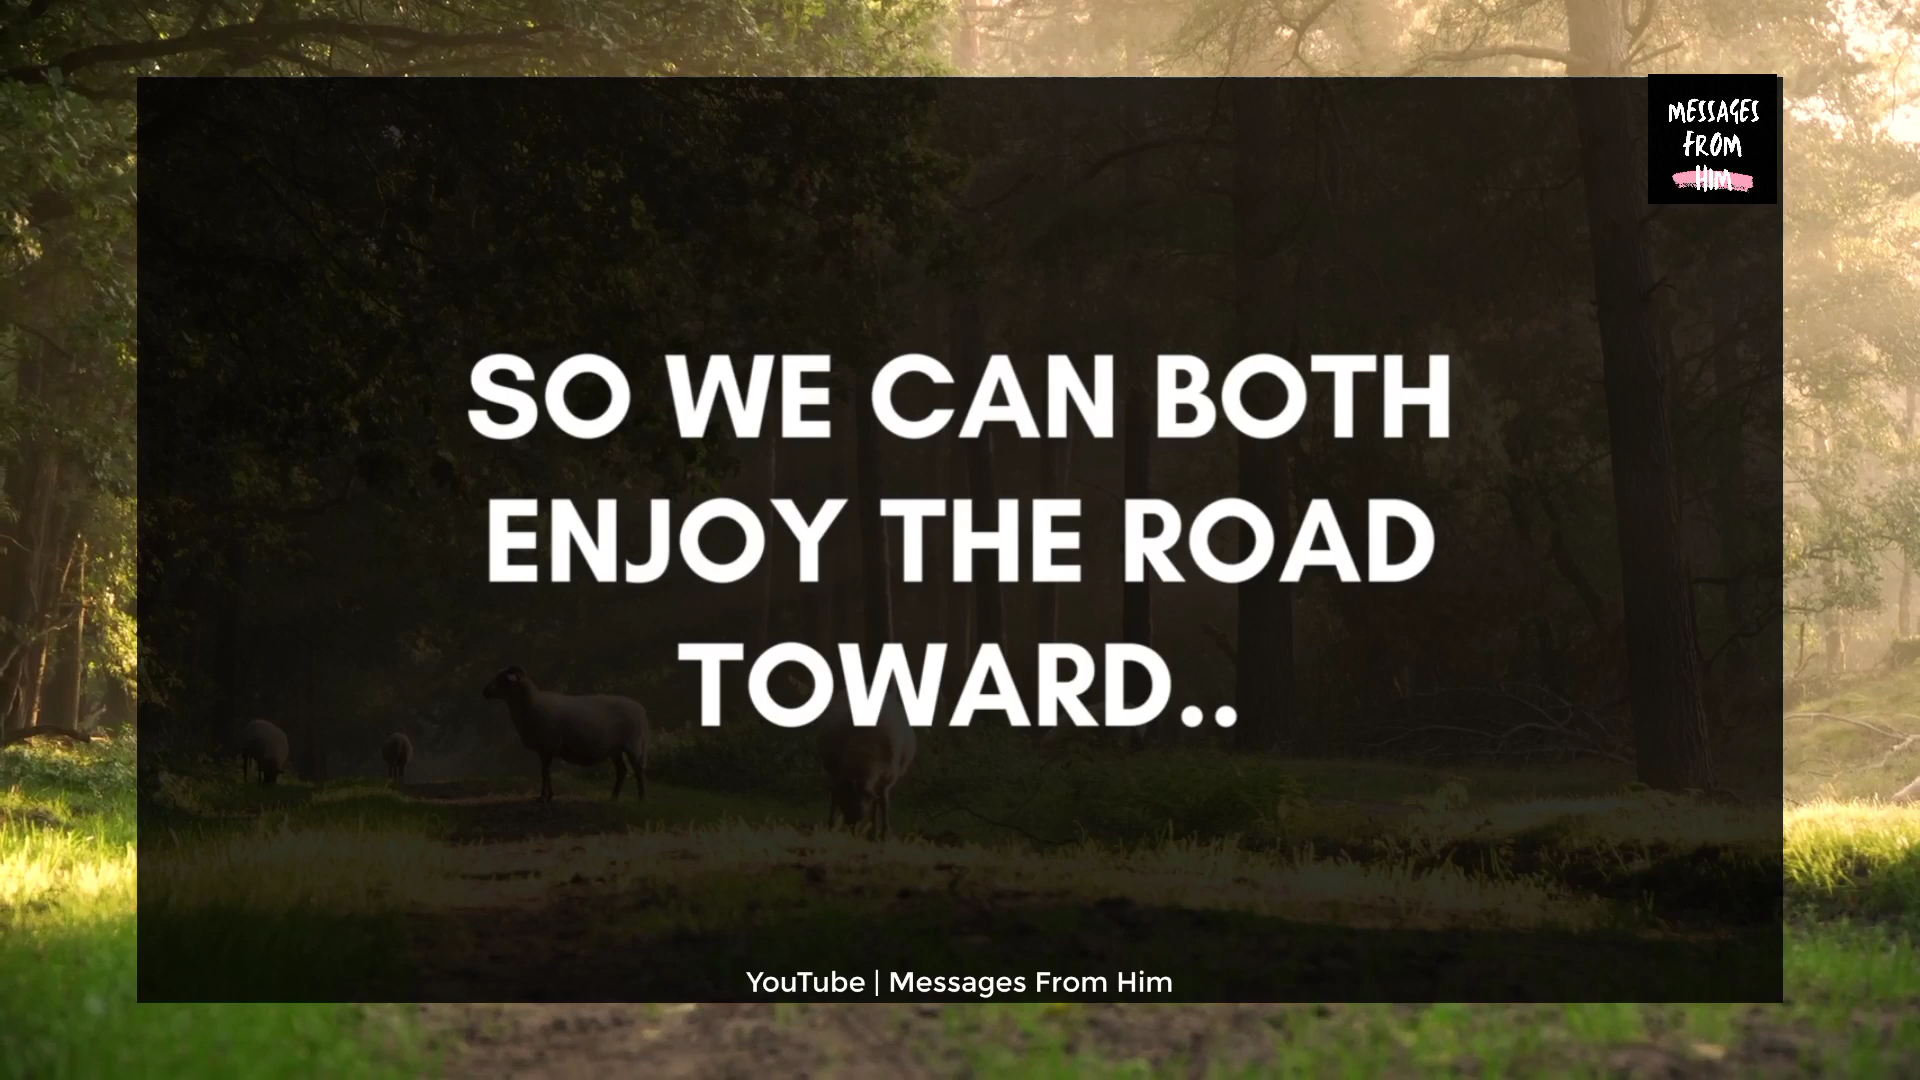 MESSAGES
FROM
HIM
SO WE CAN BOTH
ENJOY THE ROAD
TOWARD..
YouTube | Messages From Him